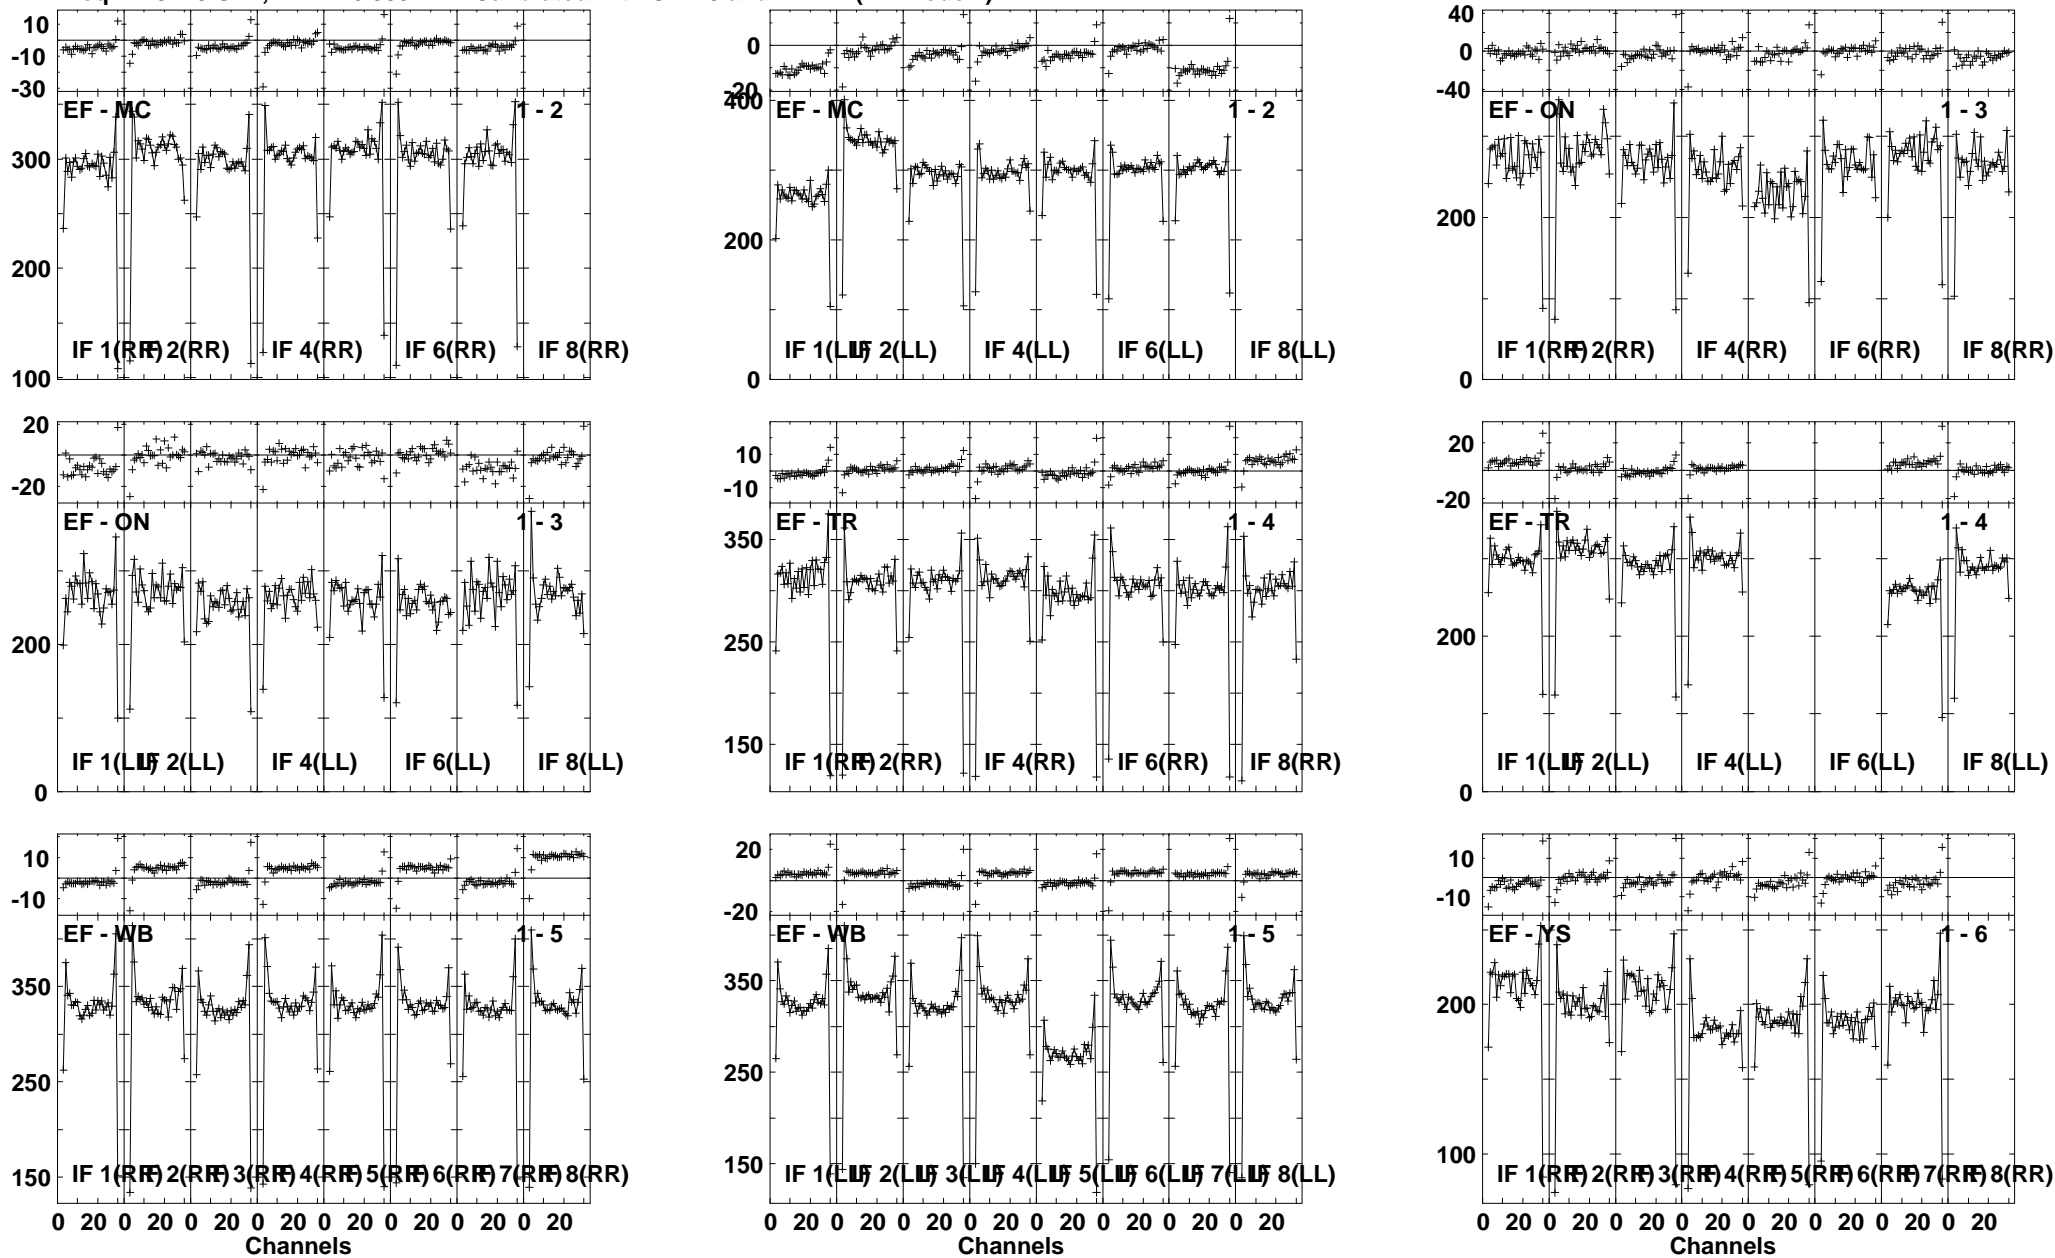 10
-10
-30
EF - MC 1 - 2
300
200
100
IF 1(RR) IF 2(RR) IF 4(RR) IF 6(RR) IF 8(RR)
0
-20
400
EF - MC 1 - 2
200
0
IF 1(LL) IF 2(LL) IF 4(LL) IF 6(LL) IF 8(LL)
40
0
-40
EF - ON 1 - 3
200
0
IF 1(RR) IF 2(RR) IF 4(RR) IF 6(RR) IF 8(RR)
20
-20
EF - ON 1 - 3
200
0
IF 1(LL) IF 2(LL) IF 4(LL) IF 6(LL) IF 8(LL)
10
-10
EF - TR 1 - 4
350
250
150
IF 1(RR) IF 2(RR) IF 4(RR) IF 6(RR) IF 8(RR)
20
-20
EF - TR 1 - 4
200
0
IF 1(LL) IF 2(LL) IF 4(LL) IF 6(LL) IF 8(LL)
10
-10
EF - WB 1 - 5
350
250
150
IF 1(RR) IF 2(RR) IF 3(RR) IF 4(RR) IF 5(RR) IF 6(RR) IF 7(RR) IF 8(RR)
0 20 0 20 0 20 0 20 0 20 0 20 0 20 0 20
Channels
20
-20
EF - WB 1 - 5
350
250
150
IF 1(LL) IF 2(LL) IF 3(LL) IF 4(LL) IF 5(LL) IF 6(LL) IF 7(LL) IF 8(LL)
0 20 0 20 0 20 0 20 0 20 0 20 0 20 0 20
Channels
10
-10
EF - YS 1 - 6
200
100
IF 1(RR) IF 2(RR) IF 3(RR) IF 4(RR) IF 5(RR) IF 6(RR) IF 7(RR) IF 8(RR)
0 20 0 20 0 20 0 20 0 20 0 20 0 20 0 20
Channels